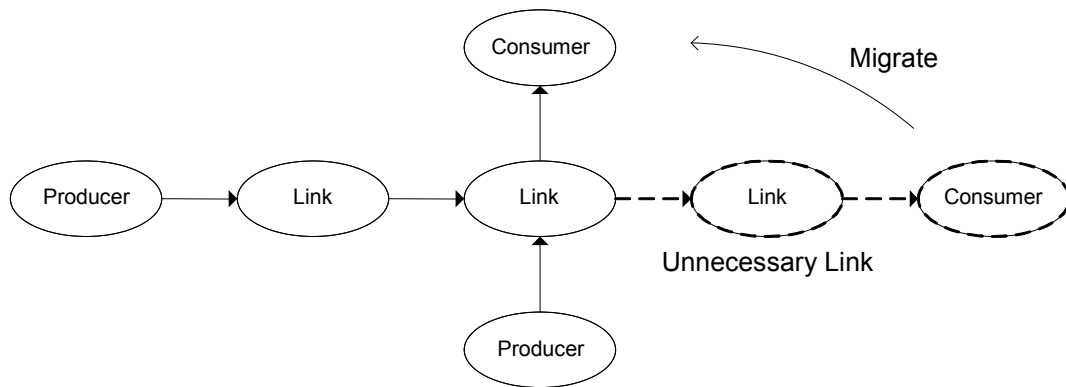 Consumer
Migrate
Producer
Link
Link
Link
Consumer
Unnecessary Link
Producer